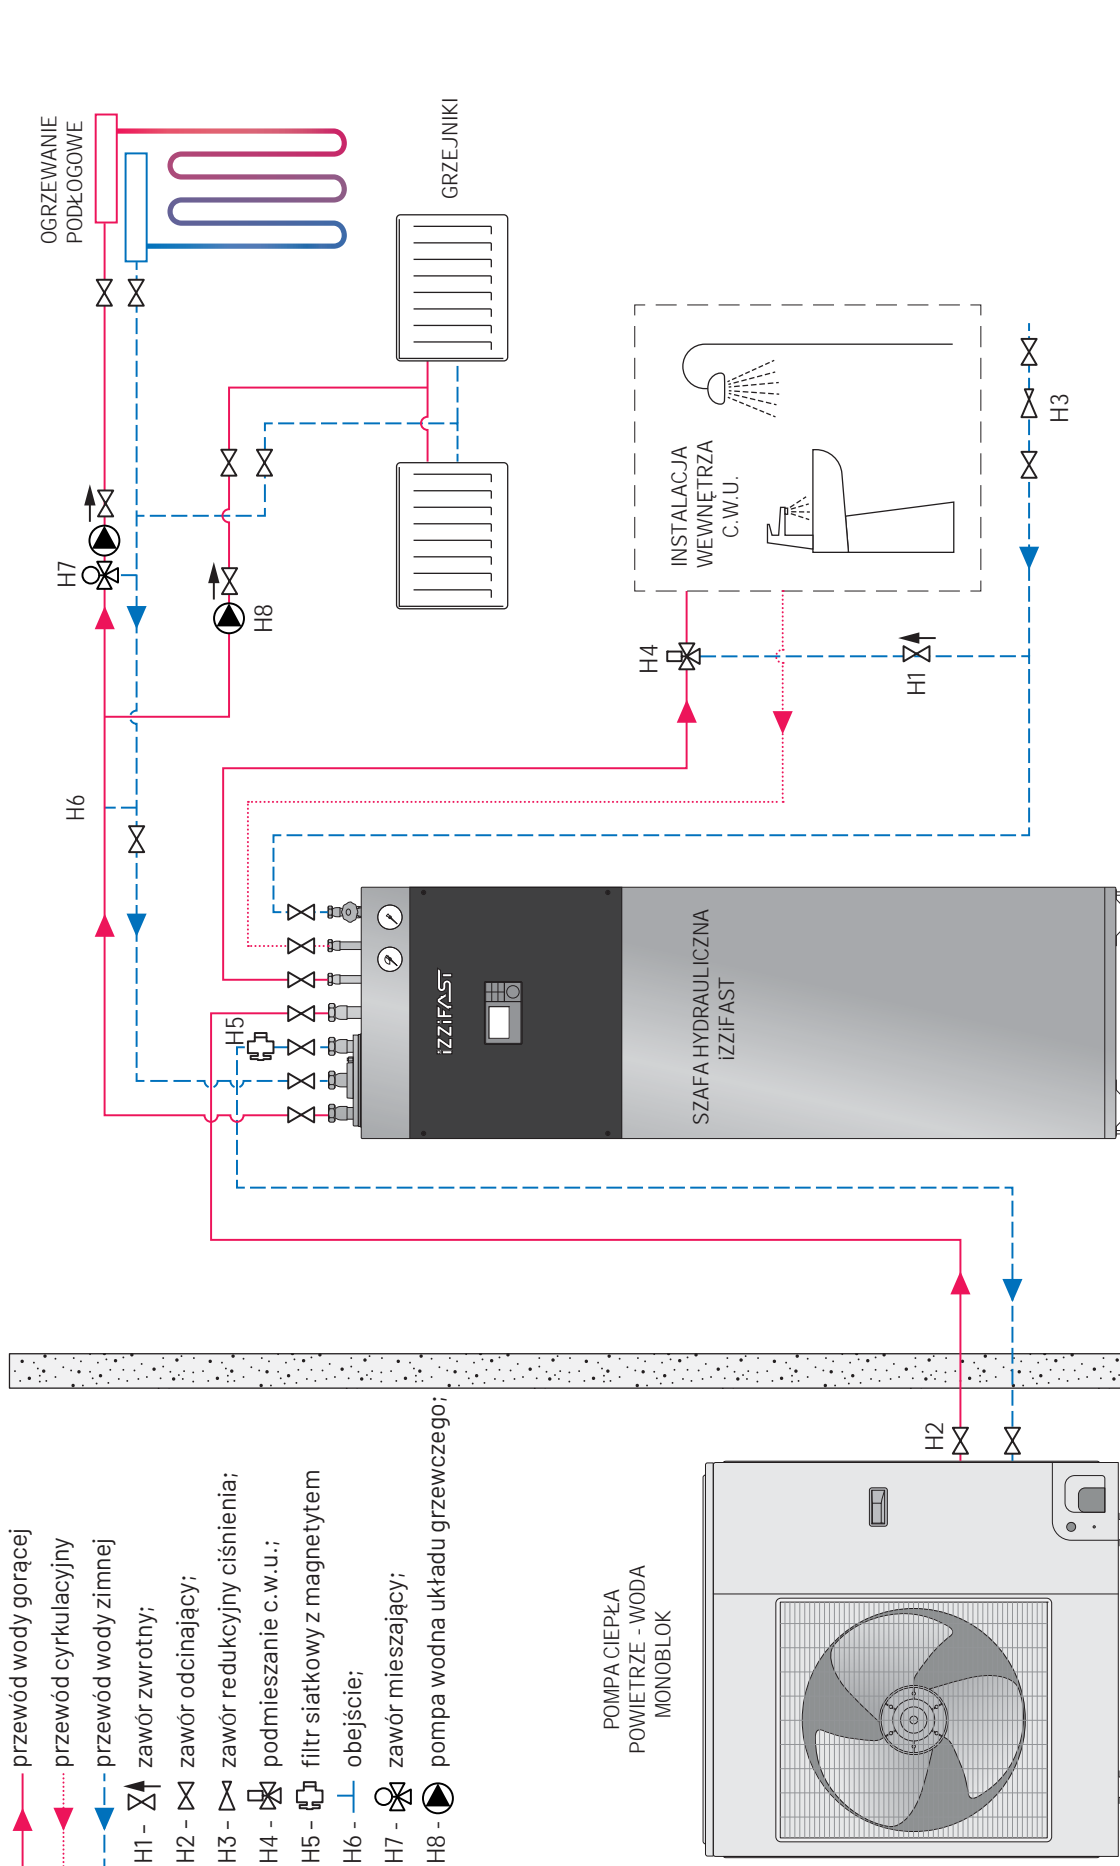 przewód wody gorącej
przewód cyrkulacyjny
przewód wody zimnej
H1 - zawór zwrotny;
H2 - zawór odcinający;
H3 - zawór redukcyjny ciśnienia;
H4 - podmieszanie c.w.u.;
H5 - filtr siatkowy z magnetytem
H6 - obejście;
H7 - zawór mieszający;
H8 - pompa wodna układu grzewczego;
POMPA CIEPŁA
POWIETRZE - WODA
MONOBLOK
H2
H5
iZZiFAST
SZAFA HYDRAULICZNA
iZZiFAST
H6
H7
H8
OGRZEWANIE
PODŁOGOWE
GRZEJNIKI
H4
H1
INSTALACJA
WEWNĘTRZA
C.W.U.
H3